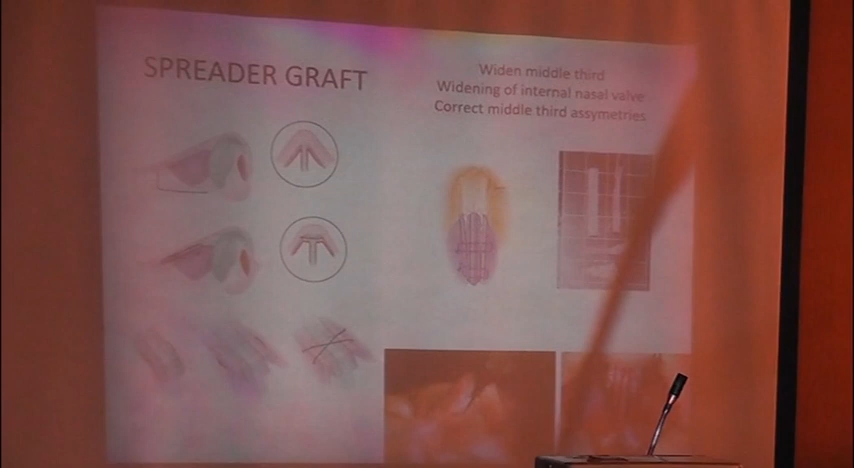 SPREADER GRAFT
Widen middle third
Widening of internal nasal valve
Correct middle third assymetries